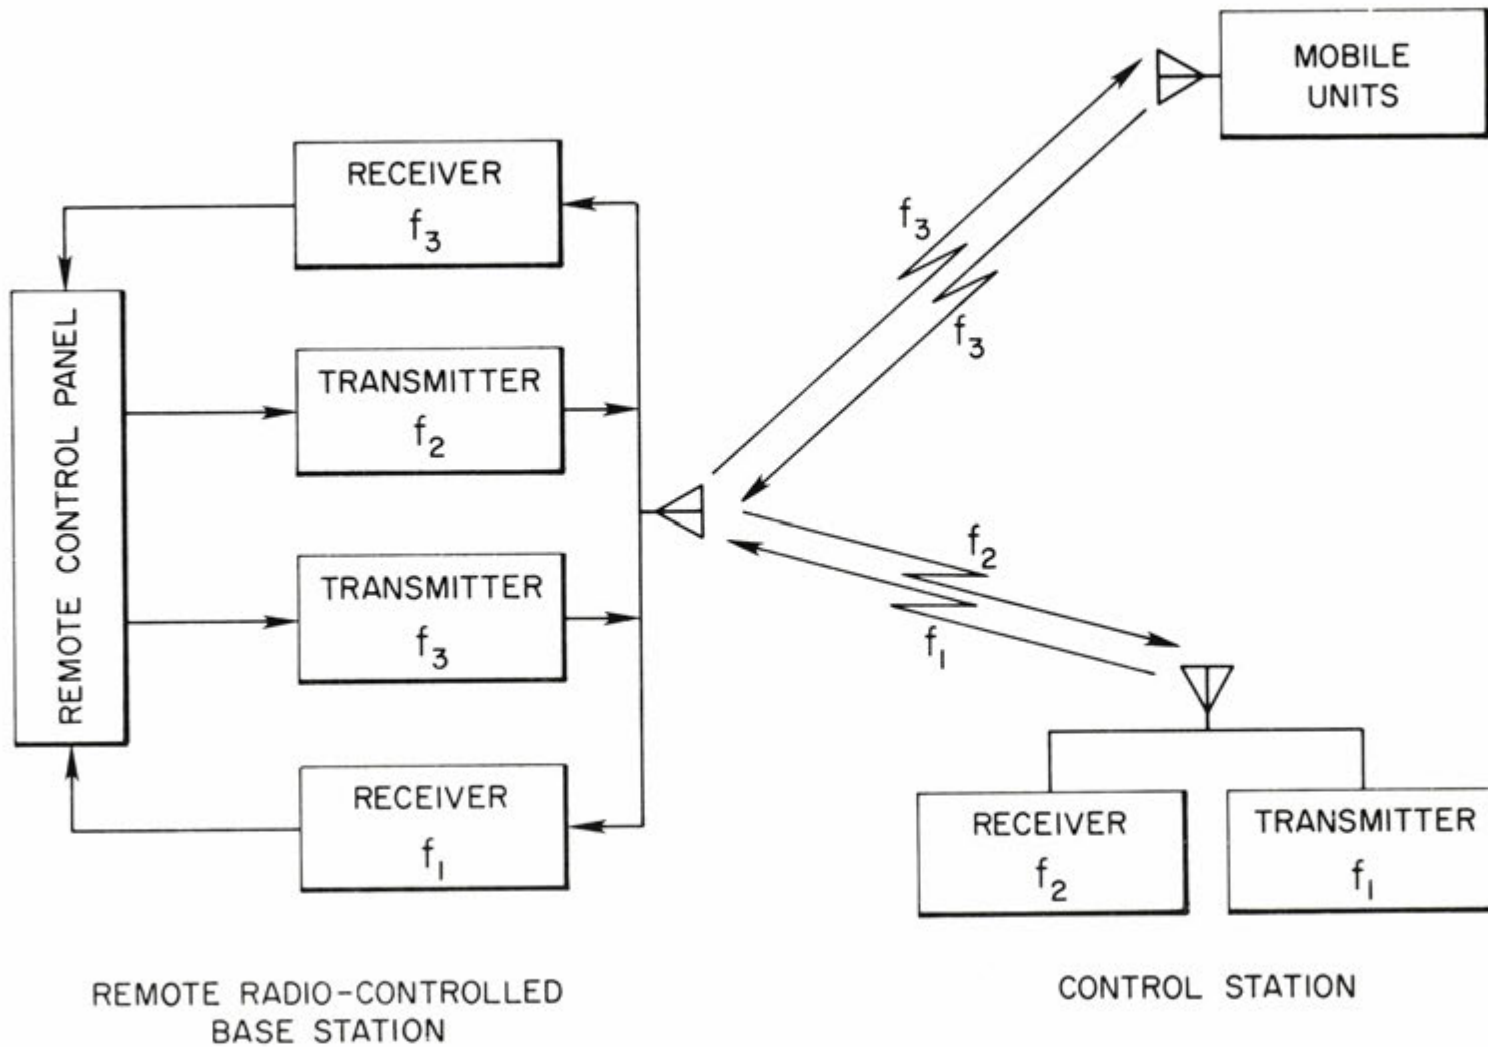 MOBILE
UNITS
RECEIVER
f3
f3
f3
REMOTE CONTROL PANEL
TRANSMITTER
f2
TRANSMITTER
f3
f2
f1
RECEIVER
f1
RECEIVER
f2
TRANSMITTER
f1
REMOTE RADIO-CONTROLLED
BASE STATION
CONTROL STATION